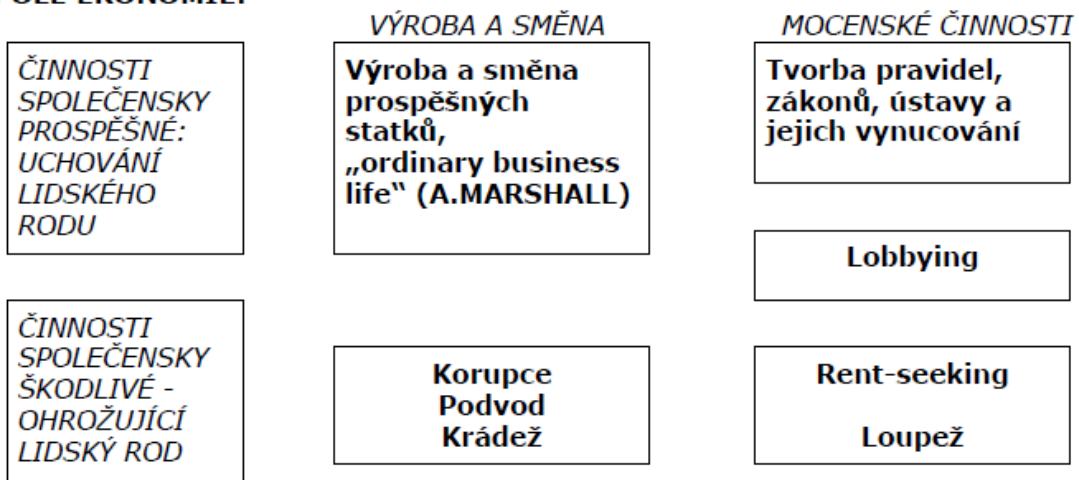 VÝROBA A SMĚNA
MOCENSKÉ ČINNOSTI
ČINNOSTI
SPOLEČENSKY
PROSPĚŠNÉ:
UCHOVÁNÍ
LIDSKÉHO
RODU
Výroba a směna
prospěšných
statků,
„ordinary business
life“ (A.MARSHALL)
Tvorba pravidel,
zákonů, ústavy a
jejich vynucování
Lobbying
ČINNOSTI
SPOLEČENSKY
ŠKODLIVÉ -
OHROŽUJÍCÍ
LIDSKÝ ROD
Korupce
Podvod
Krádež
Rent-seeking
Loupež